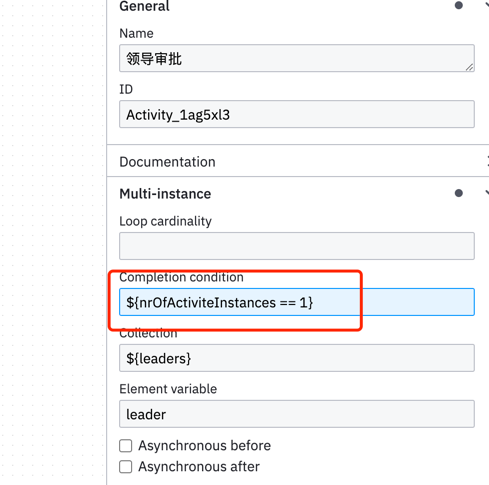 General
Name
领导审批
ID
Activity_1ag5xl3
Documentation
Multi-instance
Loop cardinality
Completion condition
${nrOfActiviteInstances == 1}
Collection
${leaders}
Element variable
leader
Asynchronous before
Asynchronous after